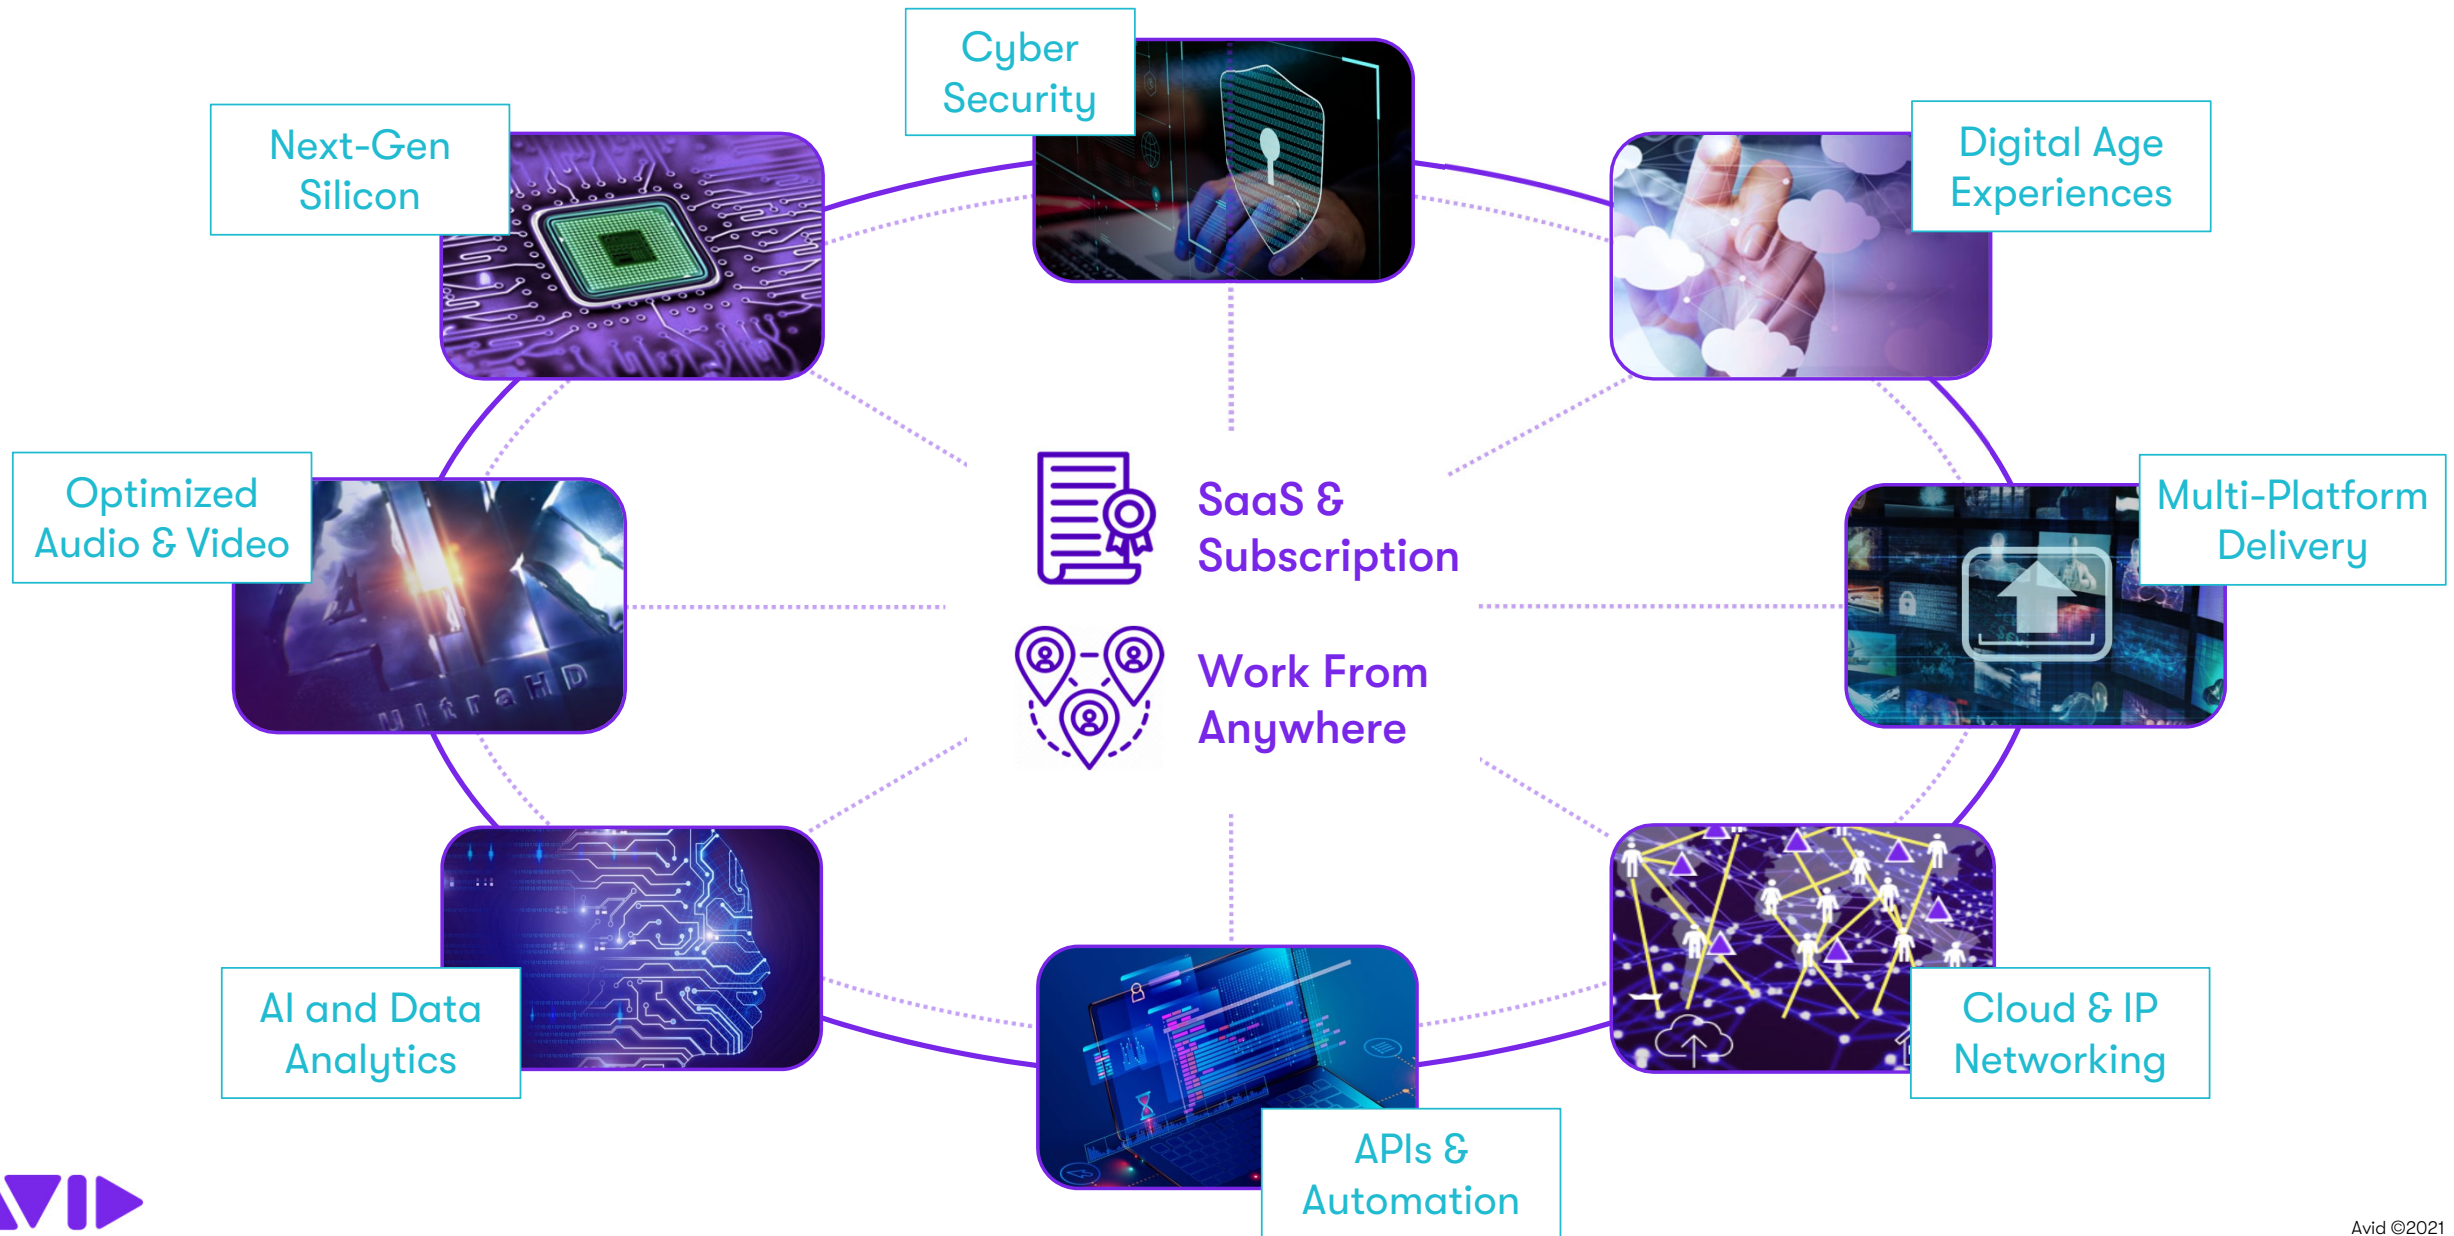 Cyber
Security
Next-Gen
Silicon
Digital Age
Experiences
Optimized
Audio & Video
SaaS &
Subscription
Multi-Platform
Delivery
UltraHD
Work From
Anywhere
AI and Data
Analytics
Cloud & IP
Networking
APIs &
Automation
AVID
Avid ©2021